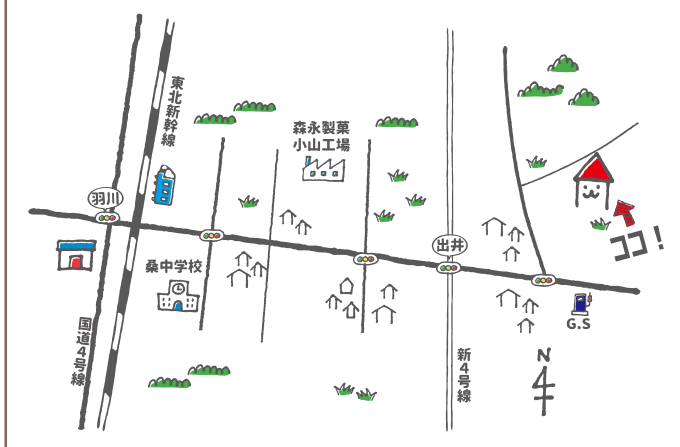 東北新幹線
森永製菓
小山工場
羽川
出井
ココ！
桑中学校
G.S
国道4号線
新4号線
N